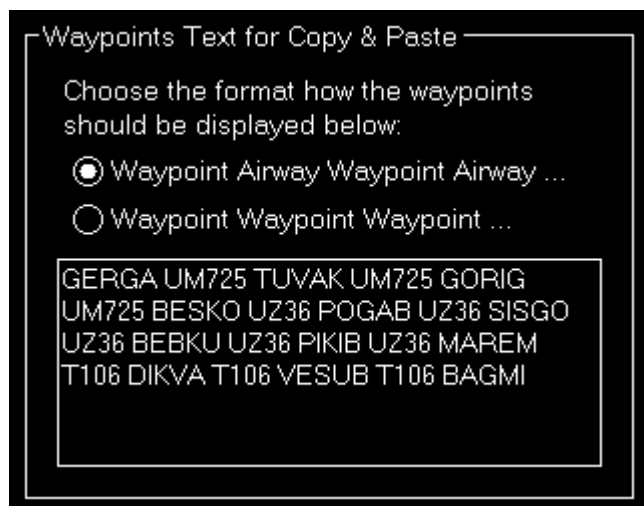 Waypoints Text for Copy & Paste
Choose the format how the waypoints
should be displayed below:
Waypoint Airway Waypoint Airway ...
Waypoint Waypoint Waypoint ...
GERGA UM725 TUVAK UM725 GORIG
UM725 BESKO UZ36 POGAB UZ36 SISGO
UZ36 BEBKU UZ36 PIKIB UZ36 MAREM
T106 DIKVA T106 VESUB T106 BAGMI